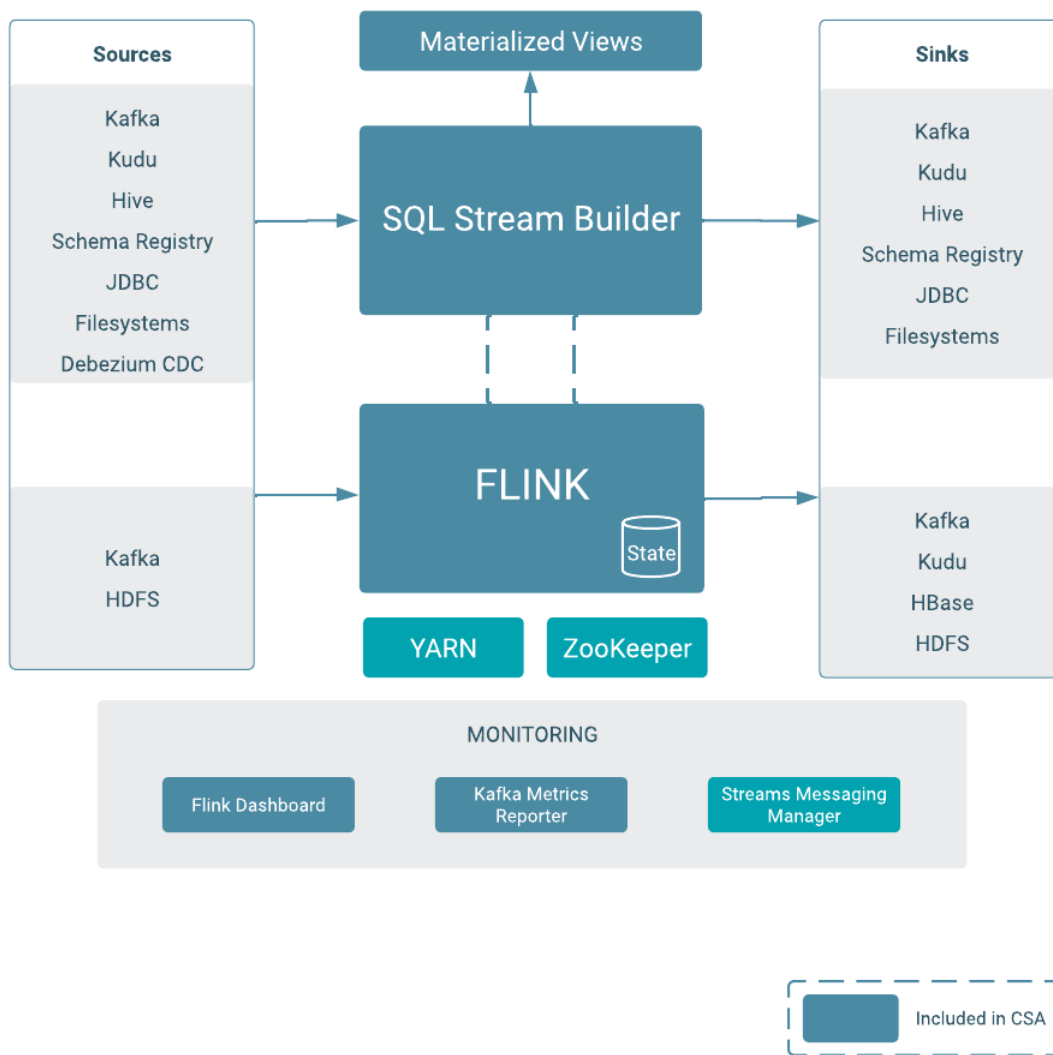 Sources
Kafka
Kudu
Hive
Schema Registry
JDBC
Filesystems
Debezium CDC
Kafka
HDFS
Materialized Views
SQL Stream Builder
FLINK
State
YARN
ZooKeeper
Sinks
Kafka
Kudu
Hive
Schema Registry
JDBC
Filesystems
Kafka
Kudu
HBase
HDFS
MONITORING
Flink Dashboard
Kafka Metrics
Reporter
Streams Messaging
Manager
Included in CSA